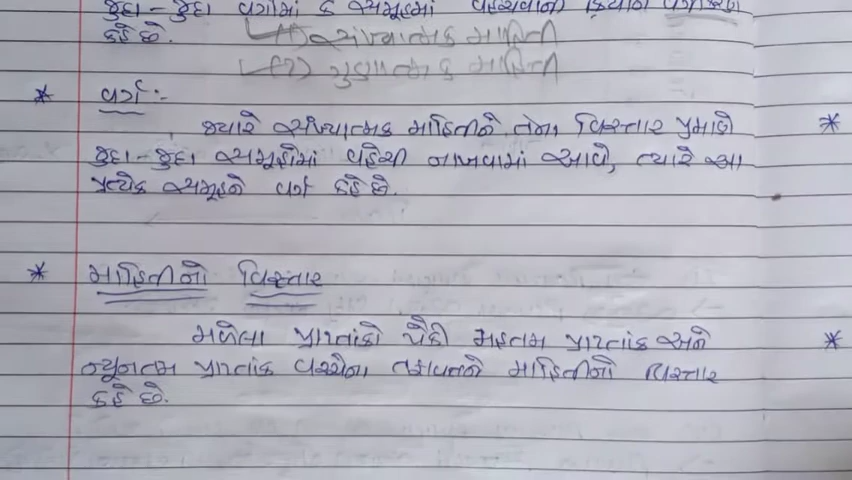 જુદા - જુદા વર્ગોમાં કે સમૂહમાં વહેંચવાની ક્રિયાને વર્ગીકરણ
કહે છે.
(1) સંખ્યાત્મક માહિતી
(2) ગુણાત્મક માહિતી
* વર્ગ :-
જ્યારે સંખ્યાત્મક માહિતીને તેના વિસ્તાર પ્રમાણે *
જુદા - જુદા સમૂહોમાં વહેંચી નાખવામાં આવે, ત્યારે આ
પ્રત્યેક સમૂહને વર્ગ કહે છે.
* માહિતીનો વિસ્તાર
મળેલા પ્રાપ્તાંકો પૈકી મહત્તમ પ્રાપ્તાંક અને *
ન્યૂનતમ પ્રાપ્તાંક વચ્ચેના તફાવતને માહિતીનો વિસ્તાર
કહે છે.